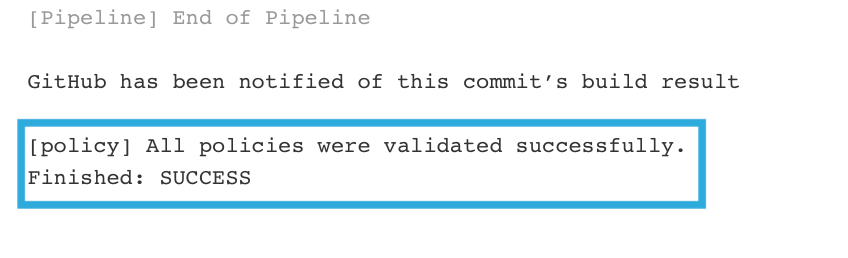 [Pipeline] End of Pipeline
GitHub has been notified of this commit’s build result
[policy] All policies were validated successfully.
Finished: SUCCESS